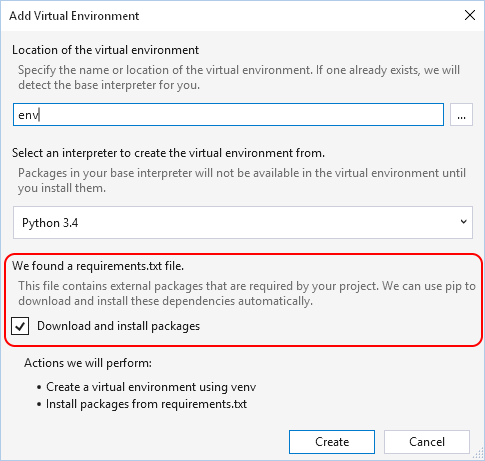 Add Virtual Environment
Location of the virtual environment
Specify the name or location of the virtual environment. If one already exists, we will
detect the base interpreter for you.
env
...
Select an interpreter to create the virtual environment from.
Packages in your base interpreter will not be available in the virtual environment until
you install them.
Python 3.4
We found a requirements.txt file.
This file contains external packages that are required by your project. We can use pip to
download and install these dependencies automatically.
Download and install packages
Actions we will perform:
• Create a virtual environment using venv
• Install packages from requirements.txt
Create
Cancel